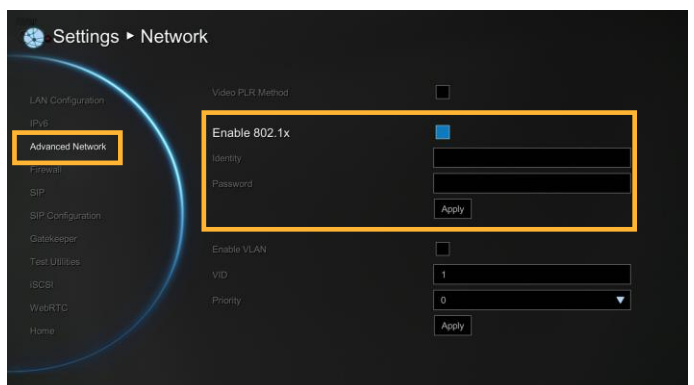 Settings ▸ Network
LAN Configuration
IPv6
Advanced Network
Firewall
SIP
SIP Configuration
Gatekeeper
Test Utilities
iSCSI
WebRTC
Home
Video PLR Method
Enable 802.1x
Identity
Password
Apply
Enable VLAN
VID 1
Priority 0
Apply